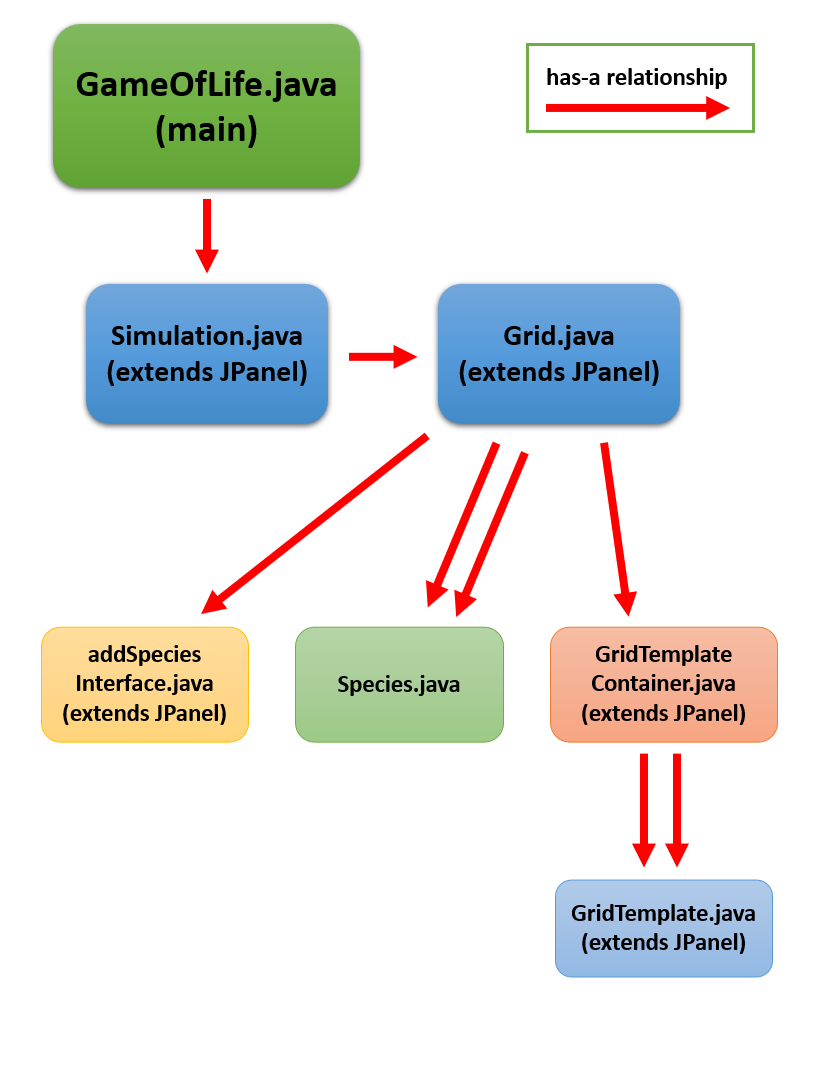 GameOfLife.java
(main)
has-a relationship
Simulation.java
(extends JPanel)
Grid.java
(extends JPanel)
addSpecies
Interface.java
(extends JPanel)
Species.java
GridTemplate
Container.java
(extends JPanel)
GridTemplate.java
(extends JPanel)